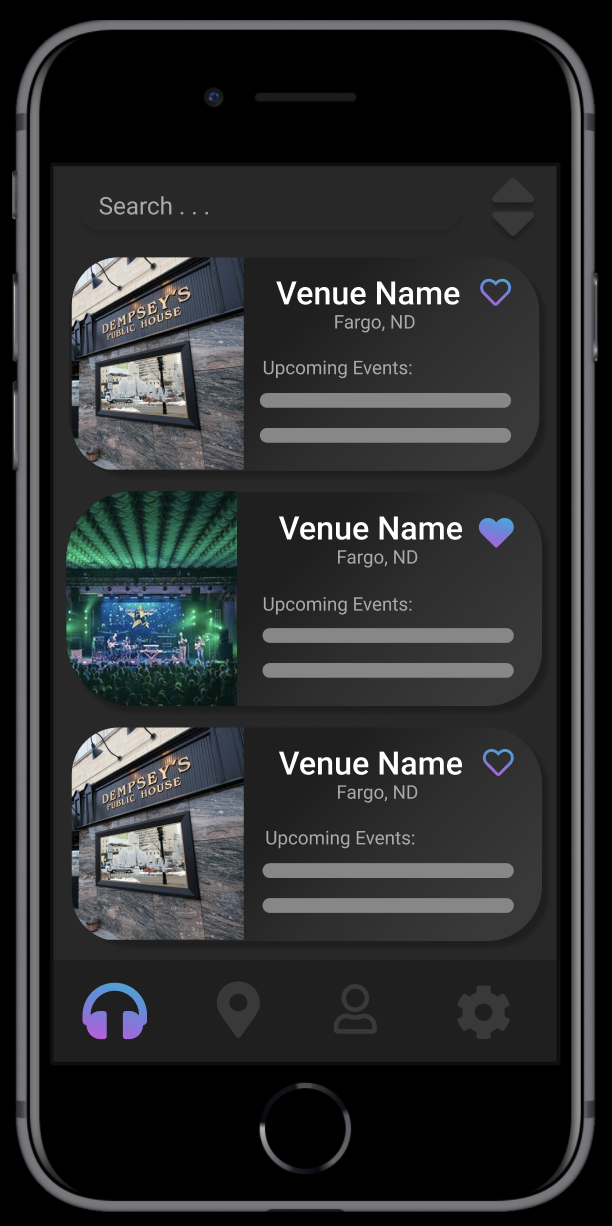 Search . . .
DEMPSEY'S
PUBLIC HOUSE
Venue Name
Fargo, ND
Upcoming Events:
Venue Name
Fargo, ND
Upcoming Events:
DEMPSEY'S
PUBLIC HOUSE
Venue Name
Fargo, ND
Upcoming Events: